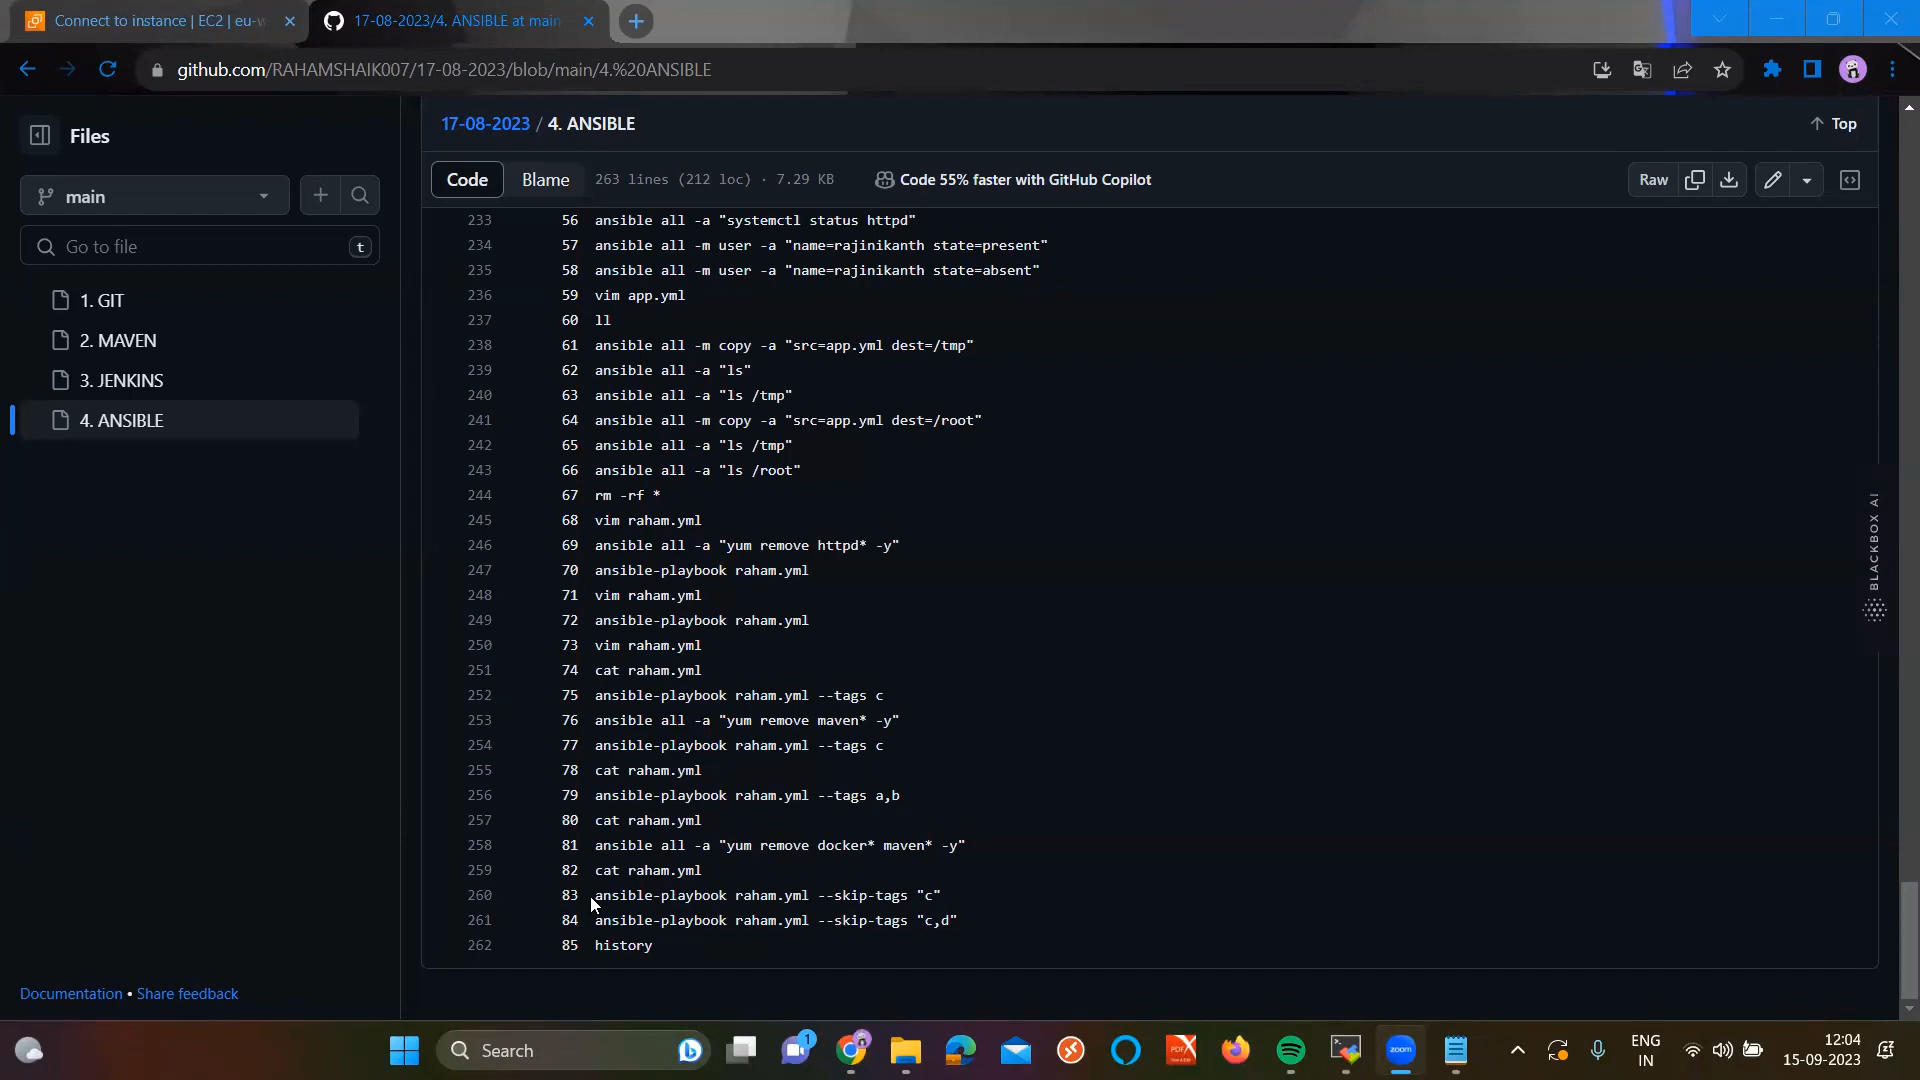 Connect to instance | EC2 | eu-w
17-08-2023/4. ANSIBLE at main
github.com/RAHAMSHAIK007/17-08-2023/blob/main/4.%20ANSIBLE
Files
main
Go to file
t
1. GIT
2. MAVEN
3. JENKINS
4. ANSIBLE
Documentation • Share feedback
17-08-2023 / 4. ANSIBLE
Top
Code
Blame
263 lines (212 loc) · 7.29 KB
Code 55% faster with GitHub Copilot
Raw
233 56 ansible all -a "systemctl status httpd"
234 57 ansible all -m user -a "name=rajinikanth state=present"
235 58 ansible all -m user -a "name=rajinikanth state=absent"
236 59 vim app.yml
237 60 ll
238 61 ansible all -m copy -a "src=app.yml dest=/tmp"
239 62 ansible all -a "ls"
240 63 ansible all -a "ls /tmp"
241 64 ansible all -m copy -a "src=app.yml dest=/root"
242 65 ansible all -a "ls /tmp"
243 66 ansible all -a "ls /root"
244 67 rm -rf *
245 68 vim raham.yml
246 69 ansible all -a "yum remove httpd* -y"
247 70 ansible-playbook raham.yml
248 71 vim raham.yml
249 72 ansible-playbook raham.yml
250 73 vim raham.yml
251 74 cat raham.yml
252 75 ansible-playbook raham.yml --tags c
253 76 ansible all -a "yum remove maven* -y"
254 77 ansible-playbook raham.yml --tags c
255 78 cat raham.yml
256 79 ansible-playbook raham.yml --tags a,b
257 80 cat raham.yml
258 81 ansible all -a "yum remove docker* maven* -y"
259 82 cat raham.yml
260 83 ansible-playbook raham.yml --skip-tags "c"
261 84 ansible-playbook raham.yml --skip-tags "c,d"
262 85 history
BLACKBOX AI
Search
1
zoom
ENG
IN
12:04
15-09-2023